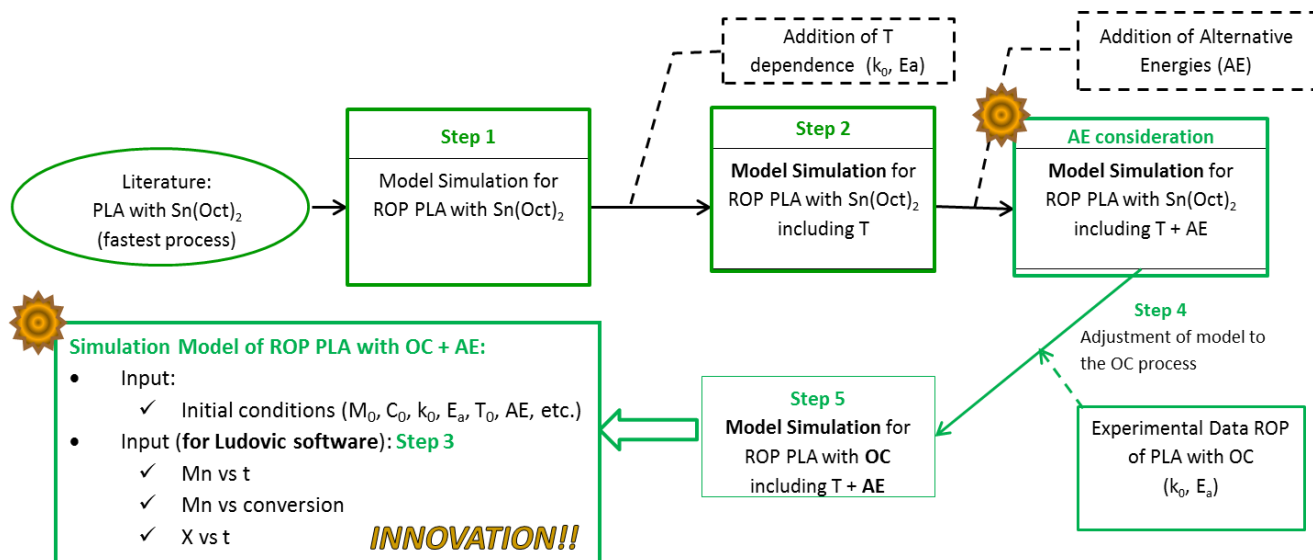 Addition of T
dependence (k₀, Ea)
Addition of Alternative
Energies (AE)
Literature:
PLA with Sn(Oct)₂
(fastest process)
Step 1
Model Simulation for
ROP PLA with Sn(Oct)₂
Step 2
Model Simulation for
ROP PLA with Sn(Oct)₂
including T
AE consideration
Model Simulation for
ROP PLA with Sn(Oct)₂
including T + AE
Step 4
Adjustment of model to
the OC process
Experimental Data ROP
of PLA with OC
(k₀, Eₐ)
Step 5
Model Simulation for
ROP PLA with OC
including T + AE
Simulation Model of ROP PLA with OC + AE:
• Input:
✓ Initial conditions (M₀, C₀, k₀, Eₐ, T₀, AE, etc.)
• Input (for Ludovic software): Step 3
✓ Mn vs t
✓ Mn vs conversion
✓ X vs t
INNOVATION!!